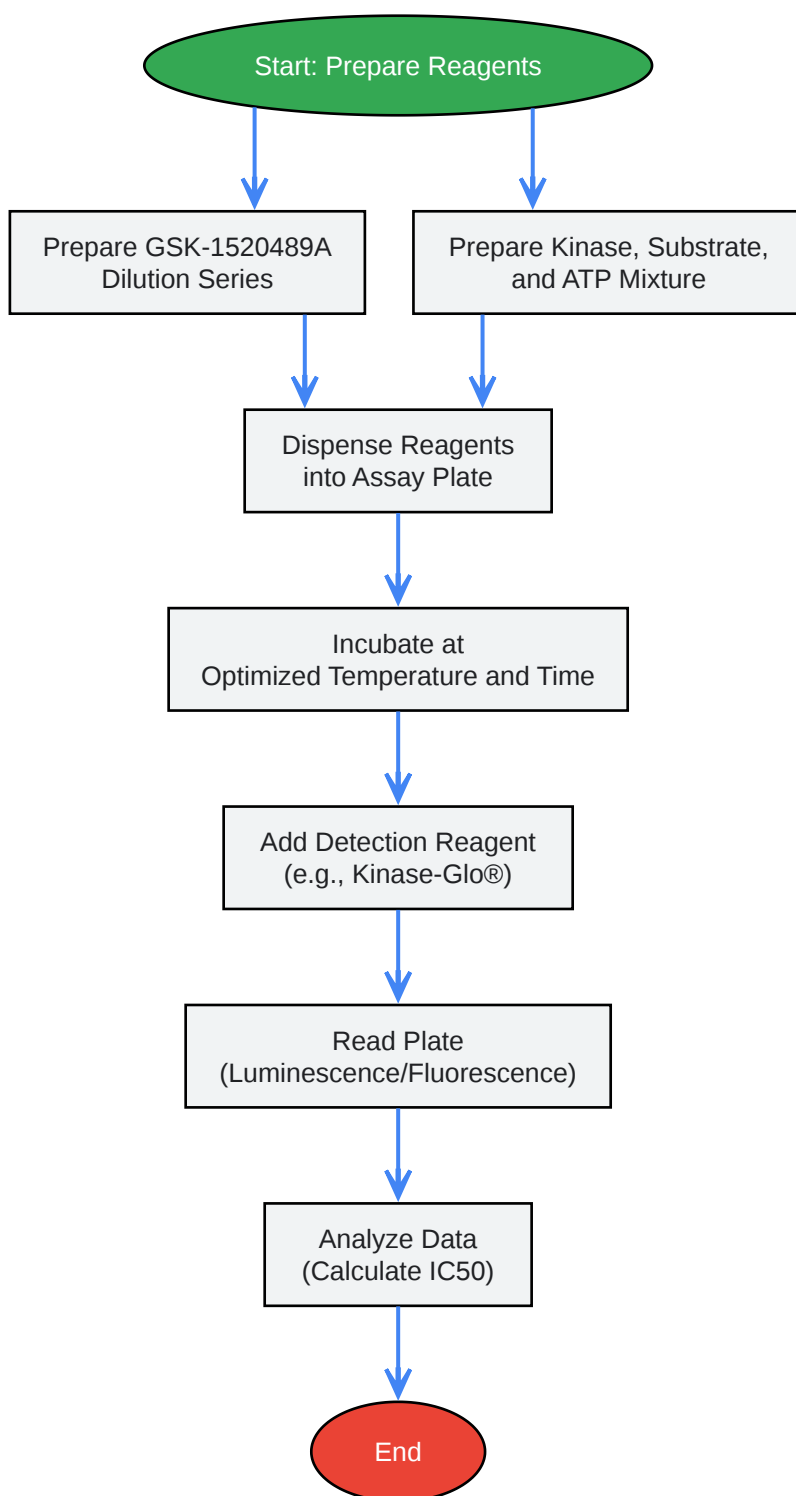 Start: Prepare Reagents
Prepare GSK-1520489A
Dilution Series
Prepare Kinase, Substrate,
and ATP Mixture
Dispense Reagents
into Assay Plate
Incubate at
Optimized Temperature and Time
Add Detection Reagent
(e.g., Kinase-Glo®)
Read Plate
(Luminescence/Fluorescence)
Analyze Data
(Calculate IC50)
End